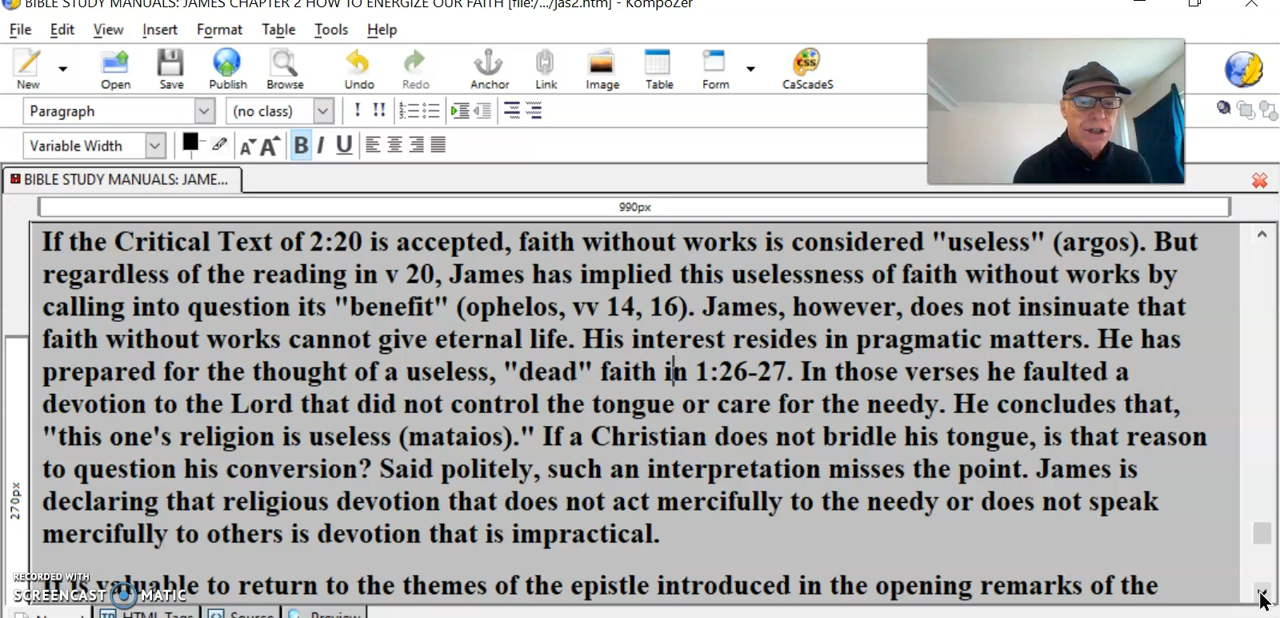 BIBLE STUDY MANUALS: JAMES CHAPTER 2 HOW TO ENERGIZE OUR FAITH [file:/.../jas2.htm] - KompoZer
File Edit View Insert Format Table Tools Help
New Open Save Publish Browse Undo Redo Anchor Link Image Table Form CaScadeS
Paragraph (no class) ! !!
Variable Width A A B I U
BIBLE STUDY MANUALS: JAME...
990px
If the Critical Text of 2:20 is accepted, faith without works is considered "useless" (argos). But
regardless of the reading in v 20, James has implied this uselessness of faith without works by
calling into question its "benefit" (ophelos, vv 14, 16). James, however, does not insinuate that
faith without works cannot give eternal life. His interest resides in pragmatic matters. He has
prepared for the thought of a useless, "dead" faith in 1:26-27. In those verses he faulted a
devotion to the Lord that did not control the tongue or care for the needy. He concludes that,
"this one's religion is useless (mataios)." If a Christian does not bridle his tongue, is that reason
to question his conversion? Said politely, such an interpretation misses the point. James is
declaring that religious devotion that does not act mercifully to the needy or does not speak
mercifully to others is devotion that is impractical.
270px
It is valuable to return to the themes of the epistle introduced in the opening remarks of the
RECORDED WITH
SCREENCAST MATIC
Normal HTML Tags Source Preview